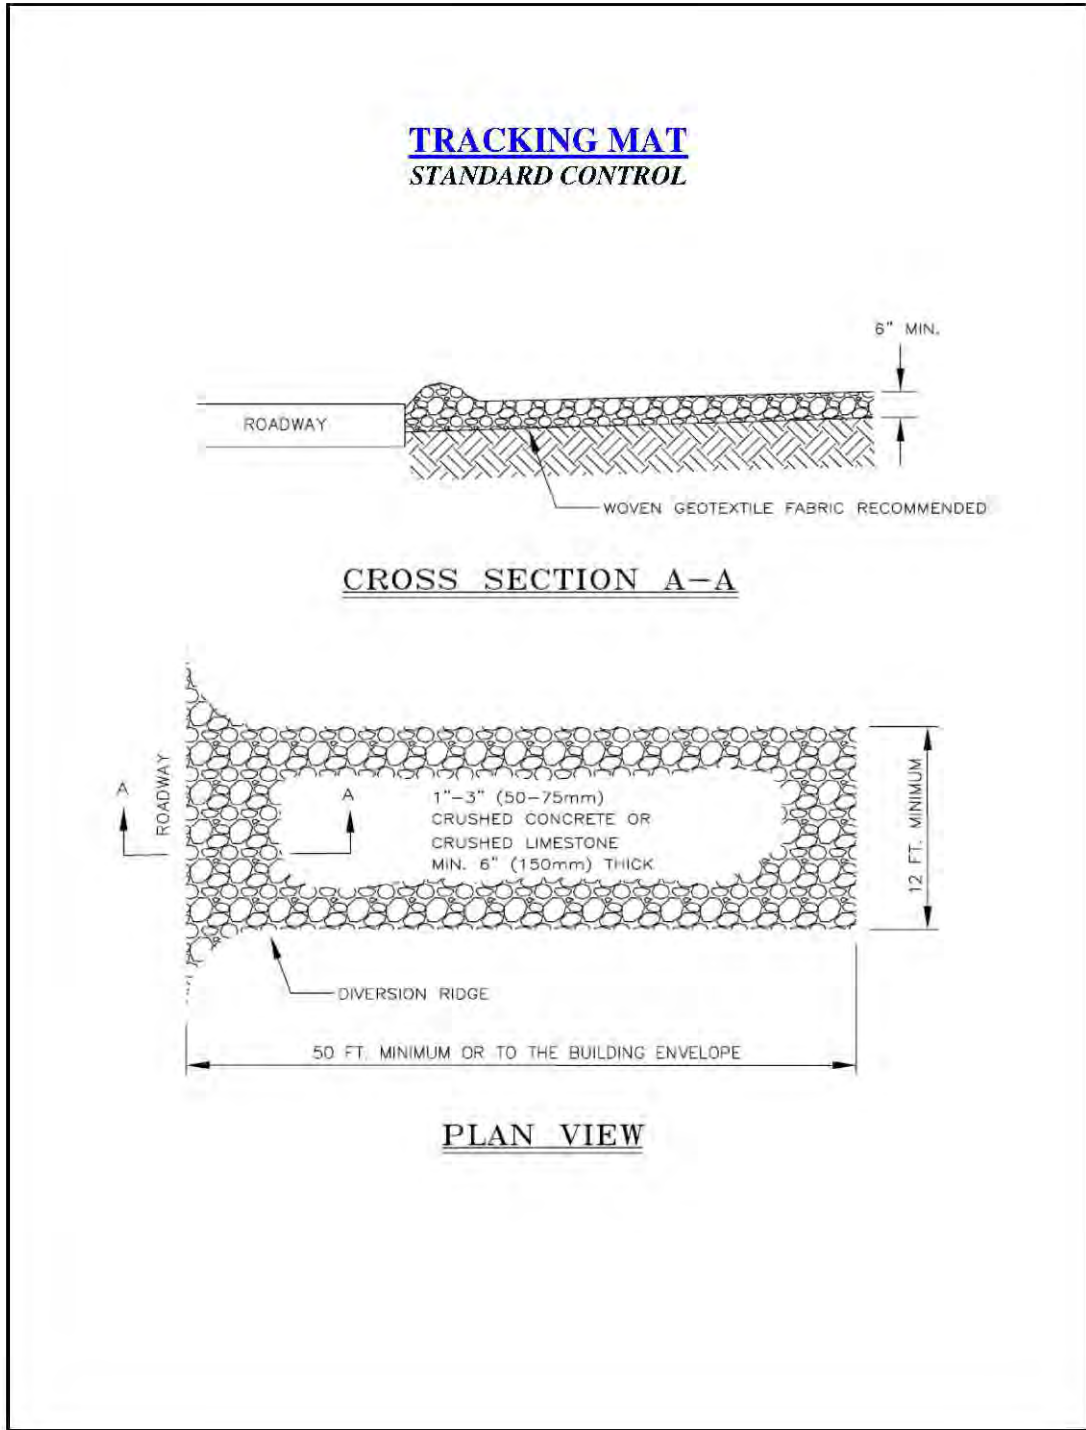 TRACKING MAT
STANDARD CONTROL
6" MIN.
ROADWAY
WOVEN GEOTEXTILE FABRIC RECOMMENDED
CROSS SECTION A-A
A
ROADWAY
A
1"-3" (50-75mm)
CRUSHED CONCRETE OR
CRUSHED LIMESTONE
MIN. 6" (150mm) THICK
12 FT. MINIMUM
DIVERSION RIDGE
50 FT. MINIMUM OR TO THE BUILDING ENVELOPE
PLAN VIEW